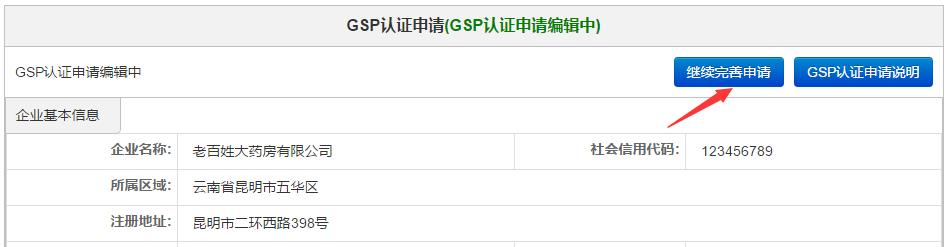 GSP认证申请(GSP认证申请编辑中)
GSP认证申请编辑中 继续完善申请 GSP认证申请说明
企业基本信息
企业名称: 老百姓大药房有限公司 社会信用代码: 123456789
所属区域: 云南省昆明市五华区
注册地址: 昆明市二环西路398号